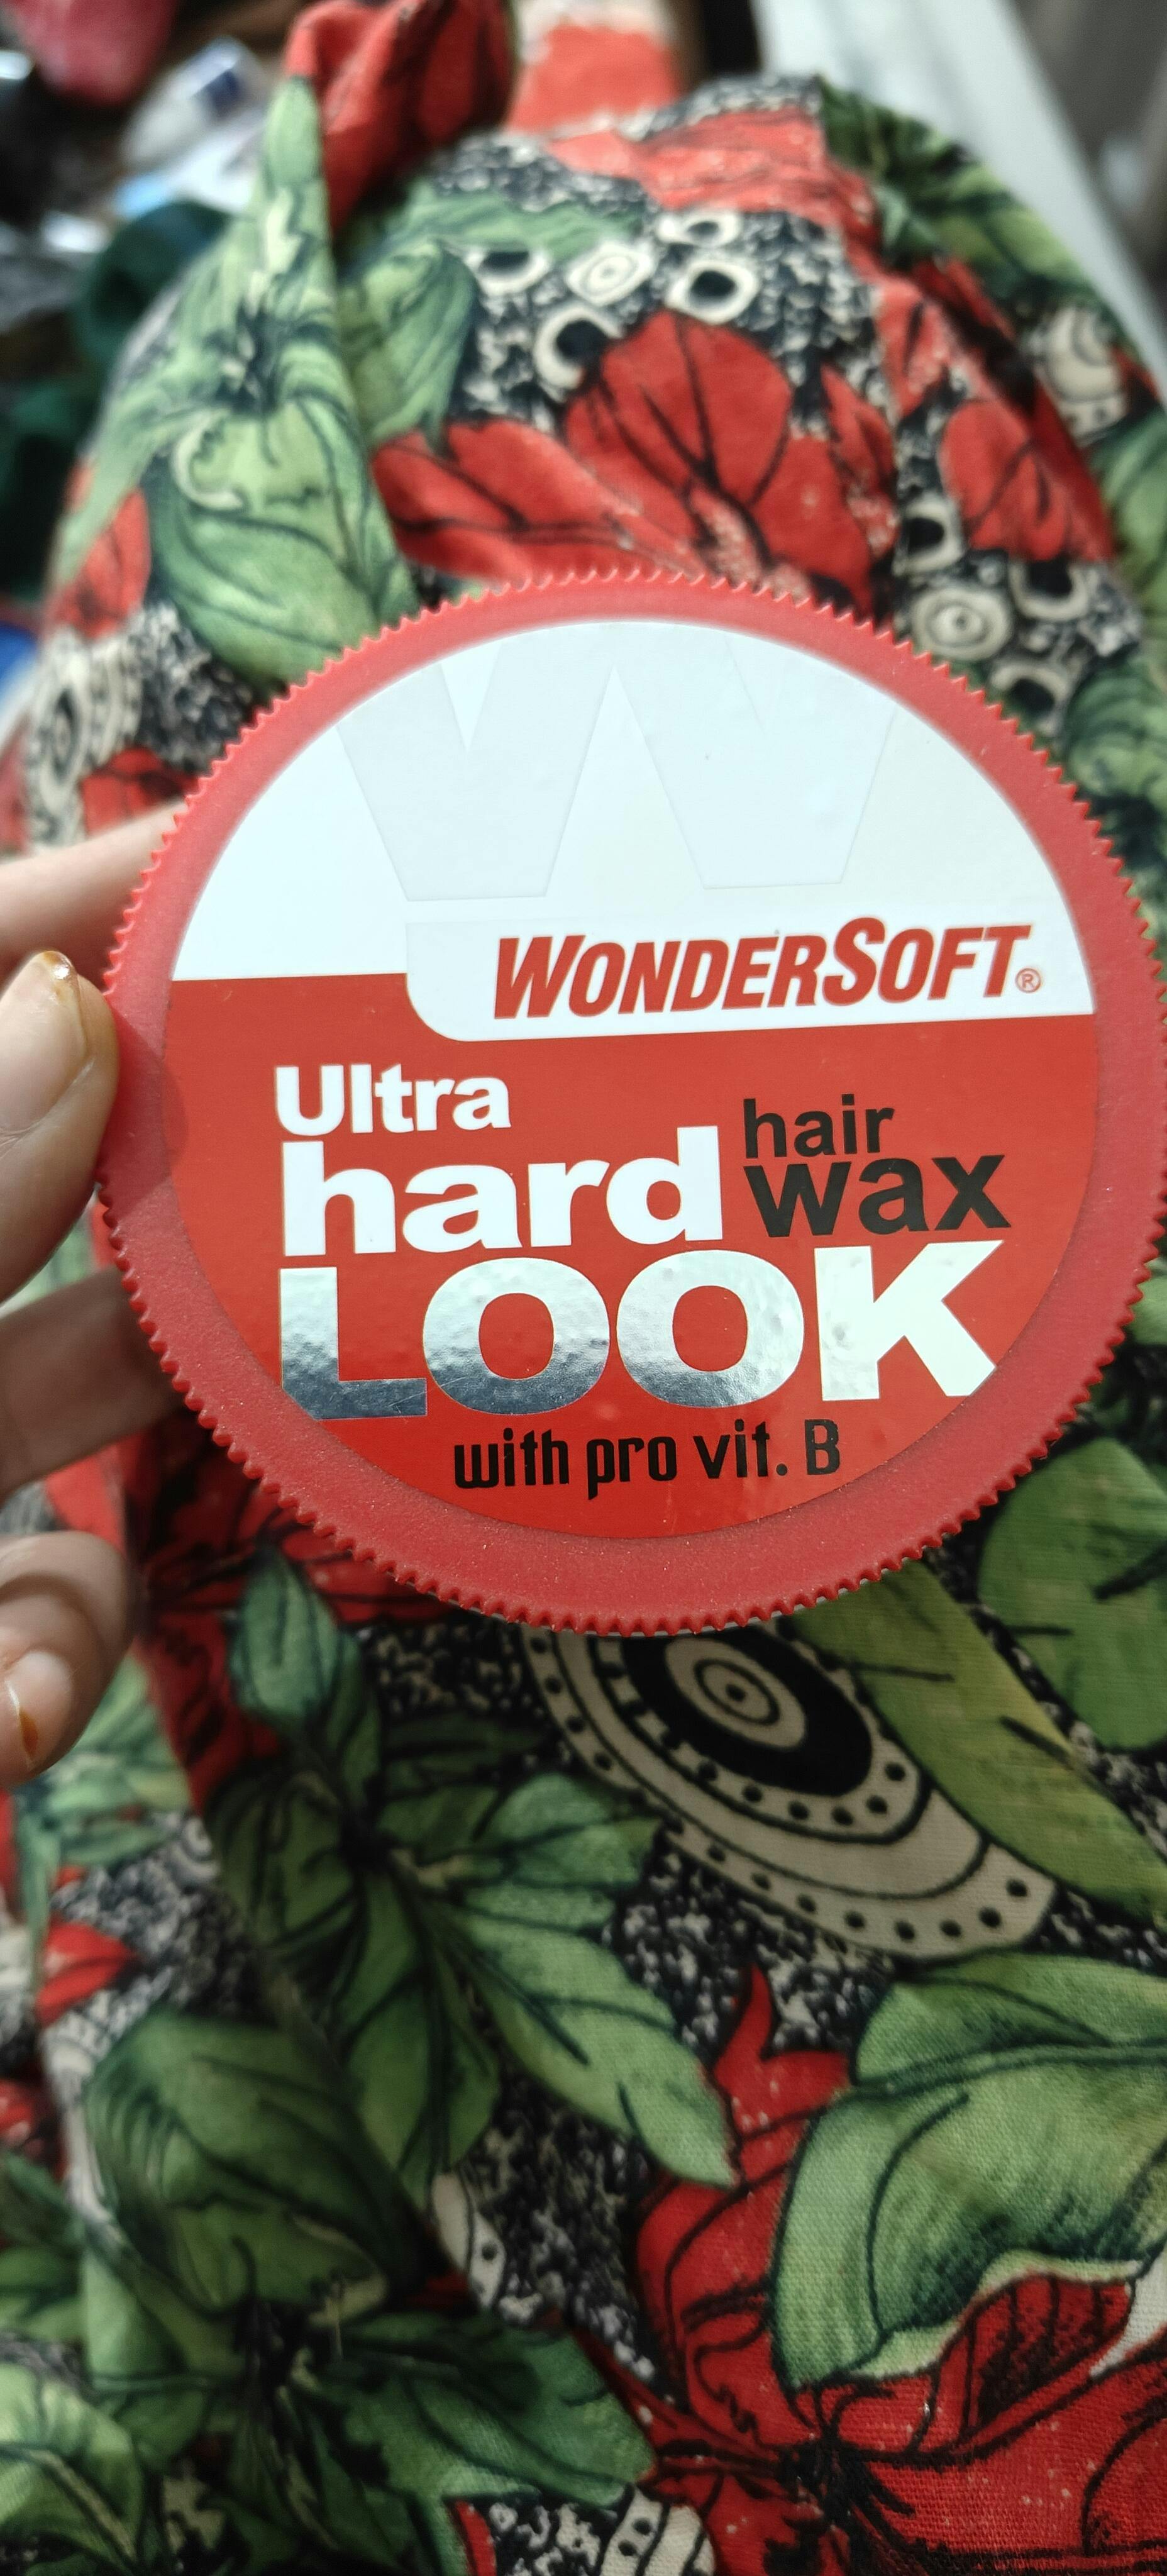 WONDERSOFT®
Ultra
hard hair wax
LOOK
with pro vit. B